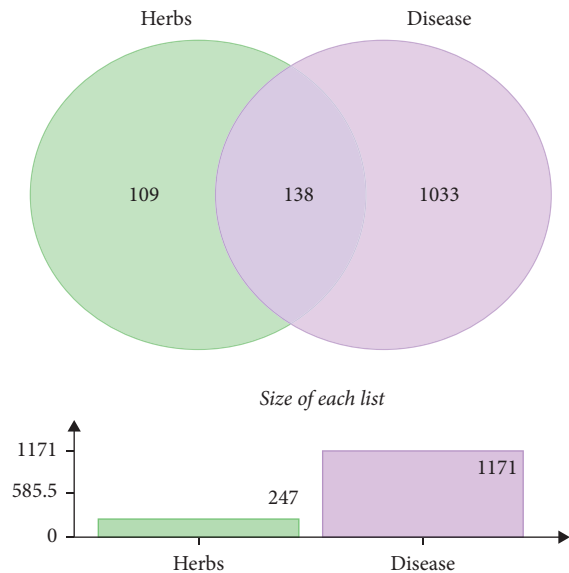 Herbs Disease
109 138 1033
Size of each list
1171
1171
247
585.5
0
Herbs Disease